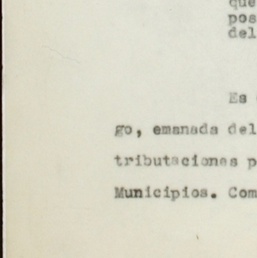 que
pos
del
Es
go, emanada del
tributaciones p
Municipios. Com